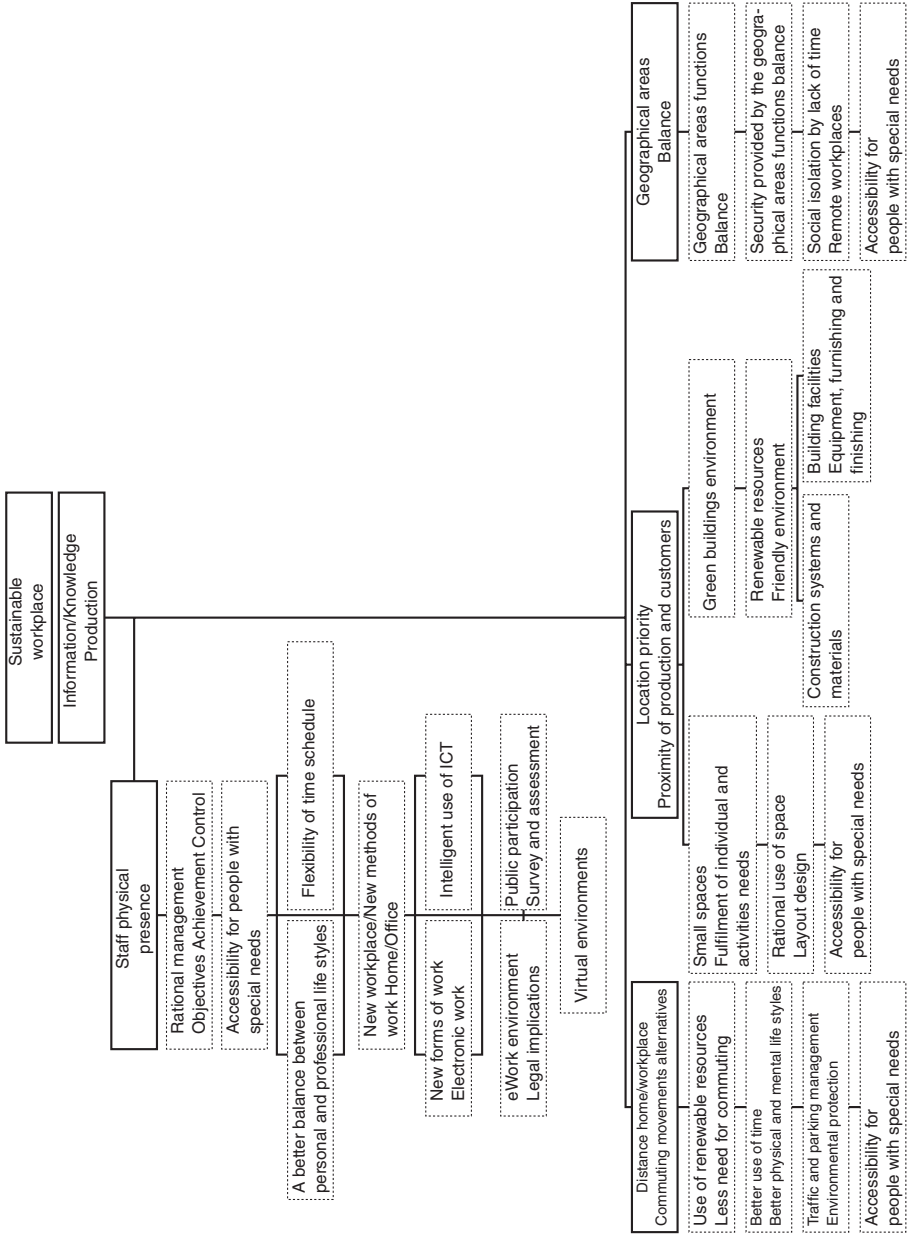 Sustainable
workplace
Information/Knowledge
Production
Staff physical
presence
Rational management
Objectives Achievement Control
Accessibility for people with
special needs
A better balance between
personal and professional life styles
Flexibility of time schedule
New workplace/New methods of
work Home/Office
New forms of work
Electronic work
Intelligent use of ICT
eWork environment
Legal implications
Public participation
Survey and assessment
Virtual environments
Distance home/workplace
Commuting movements alternatives
Use of renewable resources
Less need for commuting
Better use of time
Better physical and mental life styles
Traffic and parking management
Environmental protection
Accessibility for
people with special needs
Location priority
Proximity of production and customers
Small spaces
Fulfilment of individual and
activities needs
Rational use of space
Layout design
Accessibility for
people with special needs
Green buildings environment
Renewable resources
Friendly environment
Construction systems and
materials
Building facilities
Equipment, furnishing and
finishing
Geographical areas
Balance
Geographical areas functions
Balance
Security provided by the geogra-
phical areas functions balance
Social isolation by lack of time
Remote workplaces
Accessibility for
people with special needs